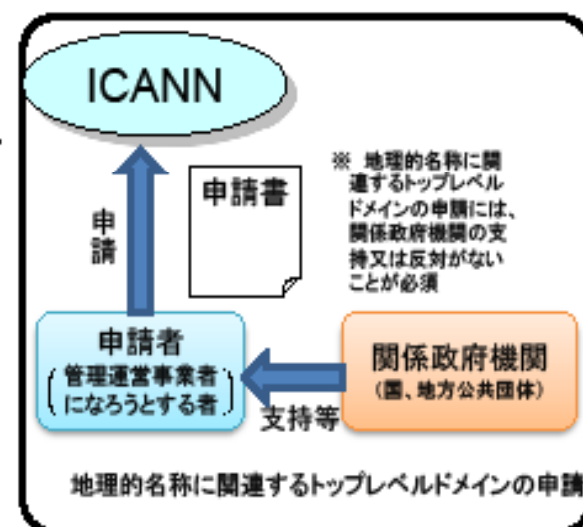 ICANN
申請書
※ 地理的名称に関
連するトップレベル
ドメインの申請には、
関係政府機関の支
持又は反対がない
ことが必須
申請
申請者
管理運営事業者
になろうとする者
関係政府機関
（国、地方公共団体）
支持等
地理的名称に関連するトップレベルドメインの申請